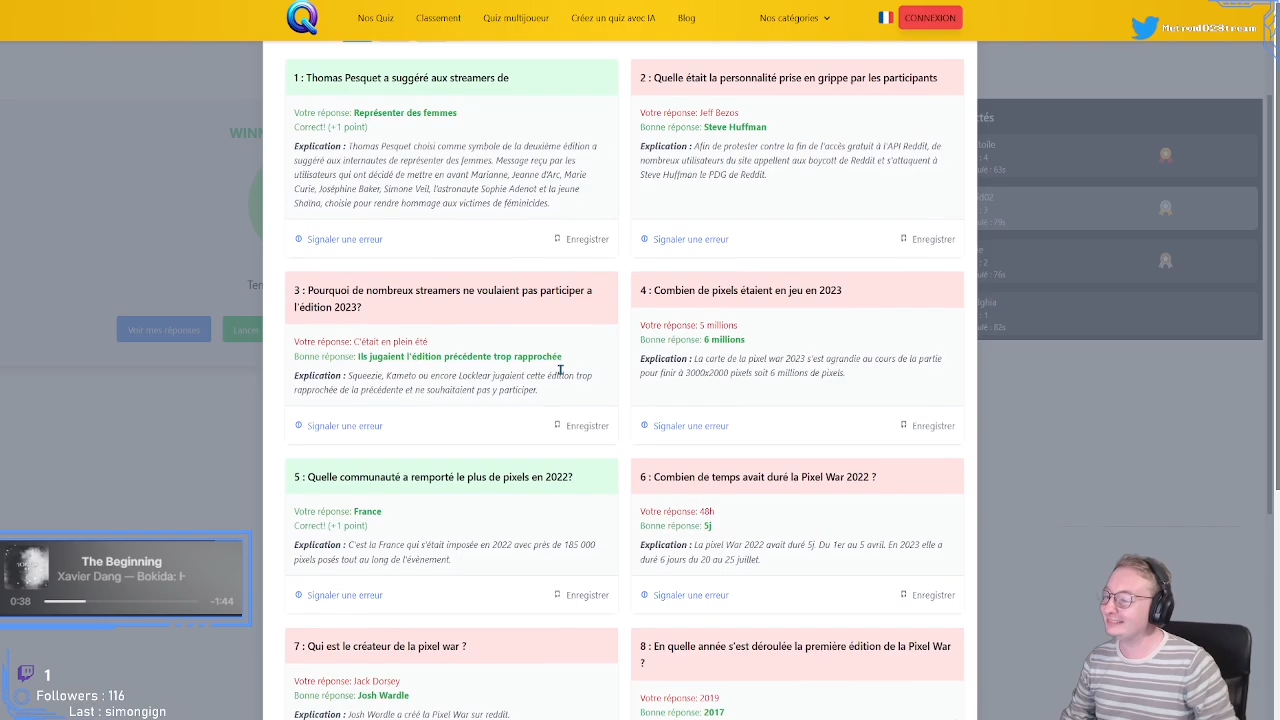 Nos Quiz
Classement
Quiz multijoueur
Créez un quiz avec IA
Blog
Nos catégories
CONNEXION
1 : Thomas Pesquet a suggéré aux streamers de
Votre réponse: Représenter des femmes
Correct! (+1 point)
Explication : Thomas Pesquet choisi comme symbole de la deuxième édition a
suggéré aux internautes de représenter des femmes. Message reçu par les
utilisateurs qui ont décidé de mettre en avant Marianne, Jeanne d'Arc, Marie
Curie, Joséphine Baker, Simone Veil, l'astronaute Sophie Adenot et la jeune
Shaïna, choisie pour rendre hommage aux victimes de féminicides.
Signaler une erreur
Enregistrer
2 : Quelle était la personnalité prise en grippe par les participants
Votre réponse: Jeff Bezos
Bonne réponse: Steve Huffman
Explication : Afin de protester contre la fin de l'accès gratuit à l'API Reddit, de
nombreux utilisateurs du site appellent aux boycott de Reddit et s'attaquent à
Steve Huffman le PDG de Reddit.
Signaler une erreur
Enregistrer
3 : Pourquoi de nombreux streamers ne voulaient pas participer a
l'édition 2023?
Votre réponse: C'était en plein été
Bonne réponse: Ils jugaient l'édition précédente trop rapprochée
Explication : Squeezie, Kameto ou encore Locklear jugaient cette édition trop
rapprochée de la précédente et ne souhaitaient pas y participer.
Signaler une erreur
Enregistrer
4 : Combien de pixels étaient en jeu en 2023
Votre réponse: 5 millions
Bonne réponse: 6 millions
Explication : La carte de la pixel war 2023 s'est agrandie au cours de la partie
pour finir à 3000x2000 pixels soit 6 millions de pixels.
Signaler une erreur
Enregistrer
5 : Quelle communauté a remporté le plus de pixels en 2022?
Votre réponse: France
Correct! (+1 point)
Explication : C'est la France qui s'était imposée en 2022 avec près de 185 000
pixels posés tout au long de l'évènement.
Signaler une erreur
Enregistrer
6 : Combien de temps avait duré la Pixel War 2022 ?
Votre réponse: 48h
Bonne réponse: 5j
Explication : La pixel War 2022 avait duré 5j. Du 1er au 5 avril. En 2023 elle a
duré 6 jours du 20 au 25 juillet.
Signaler une erreur
Enregistrer
7 : Qui est le créateur de la pixel war ?
Votre réponse: Jack Dorsey
Bonne réponse: Josh Wardle
Explication : Josh Wardle a créé la Pixel War sur reddit.
8 : En quelle année s'est déroulée la première édition de la Pixel War
?
Votre réponse: 2019
Bonne réponse: 2017
WINN
Voir mes réponses
Lancer
: 4
: 63s
: 3
: 79s
: 2
: 76s
: 1
: 82s
The Beginning
Xavier Dang — Bokida: H
0:38
-1:44
1
Followers : 116
Last : simongign